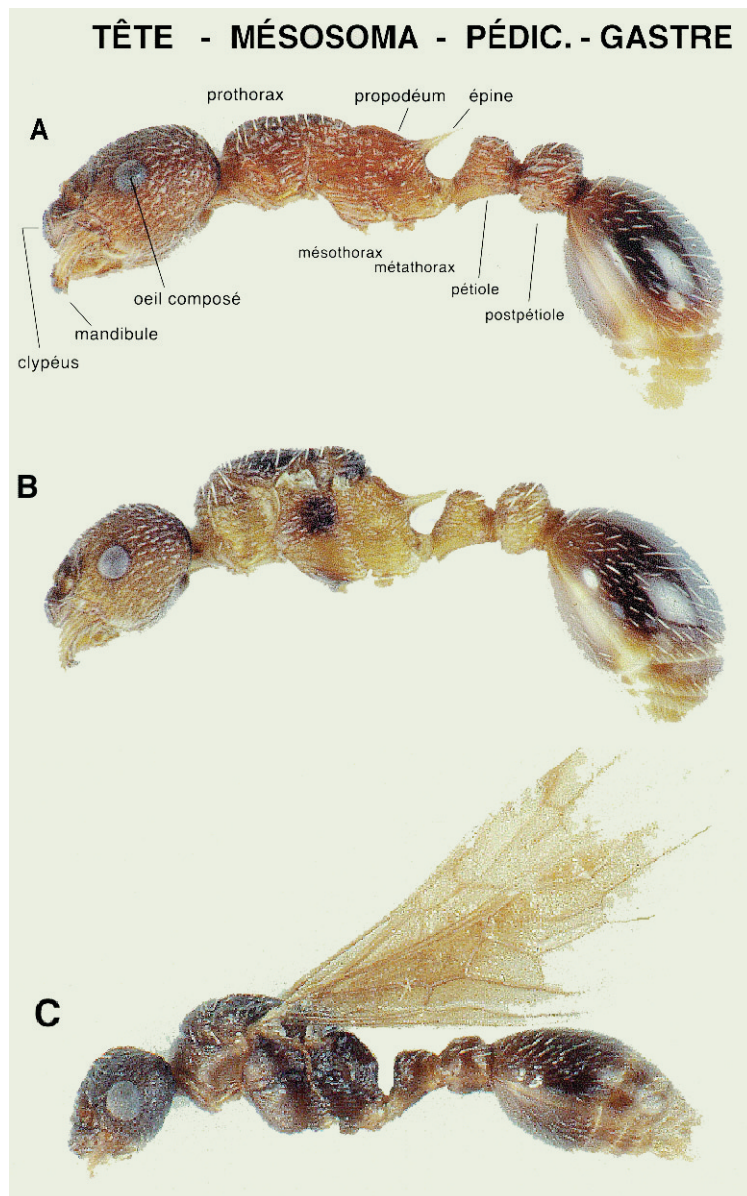 TÊTE - MÉSOSOMA - PÉDIC. - GASTRE
prothorax
propodéum
épine
A
mésothorax
métathorax
pétiole
oeil composé
postpétiole
mandibule
clypéus
B
C